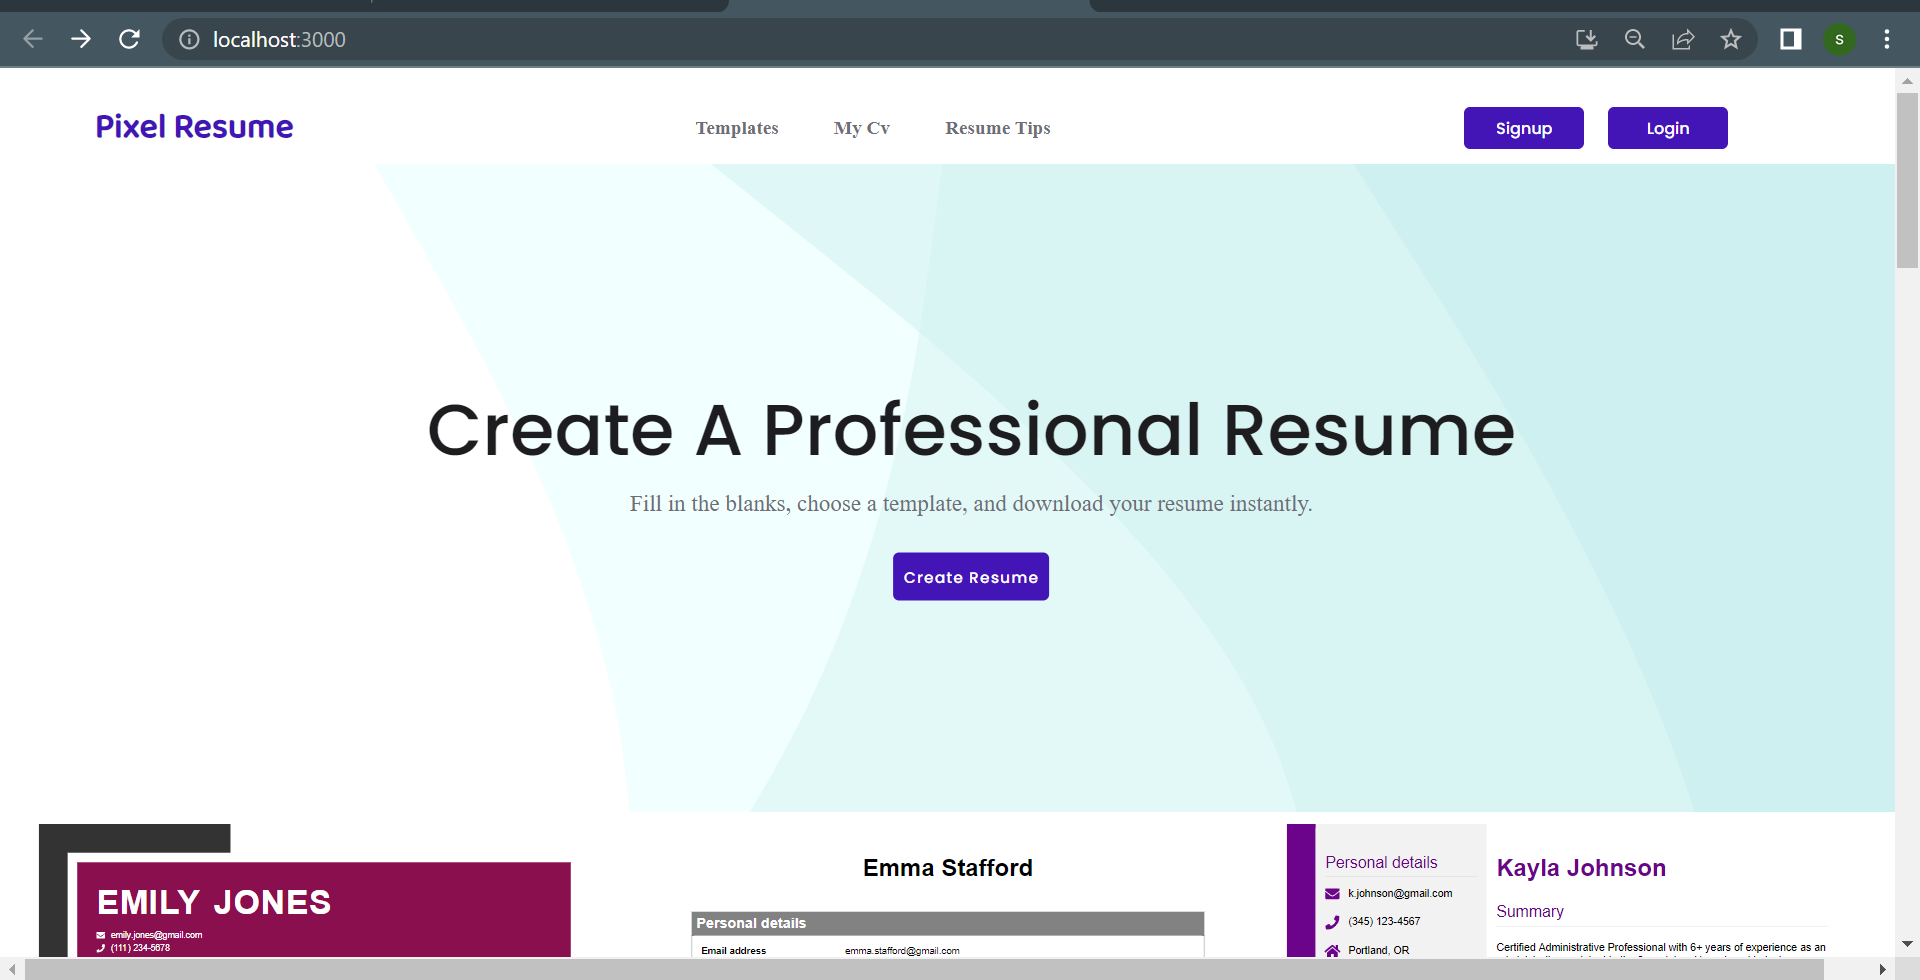 localhost:3000
S
Pixel Resume
Templates
My Cv
Resume Tips
Signup
Login
Create A Professional Resume
Fill in the blanks, choose a template, and download your resume instantly.
Create Resume
EMILY JONES
emily.jones@gmail.com
(111) 234-5678
Emma Stafford
Personal details
Email address emma.stafford@gmail.com
Personal details
k.johnson@gmail.com
(345) 123-4567
Portland, OR
Kayla Johnson
Summary
Certified Administrative Professional with 6+ years of experience as an